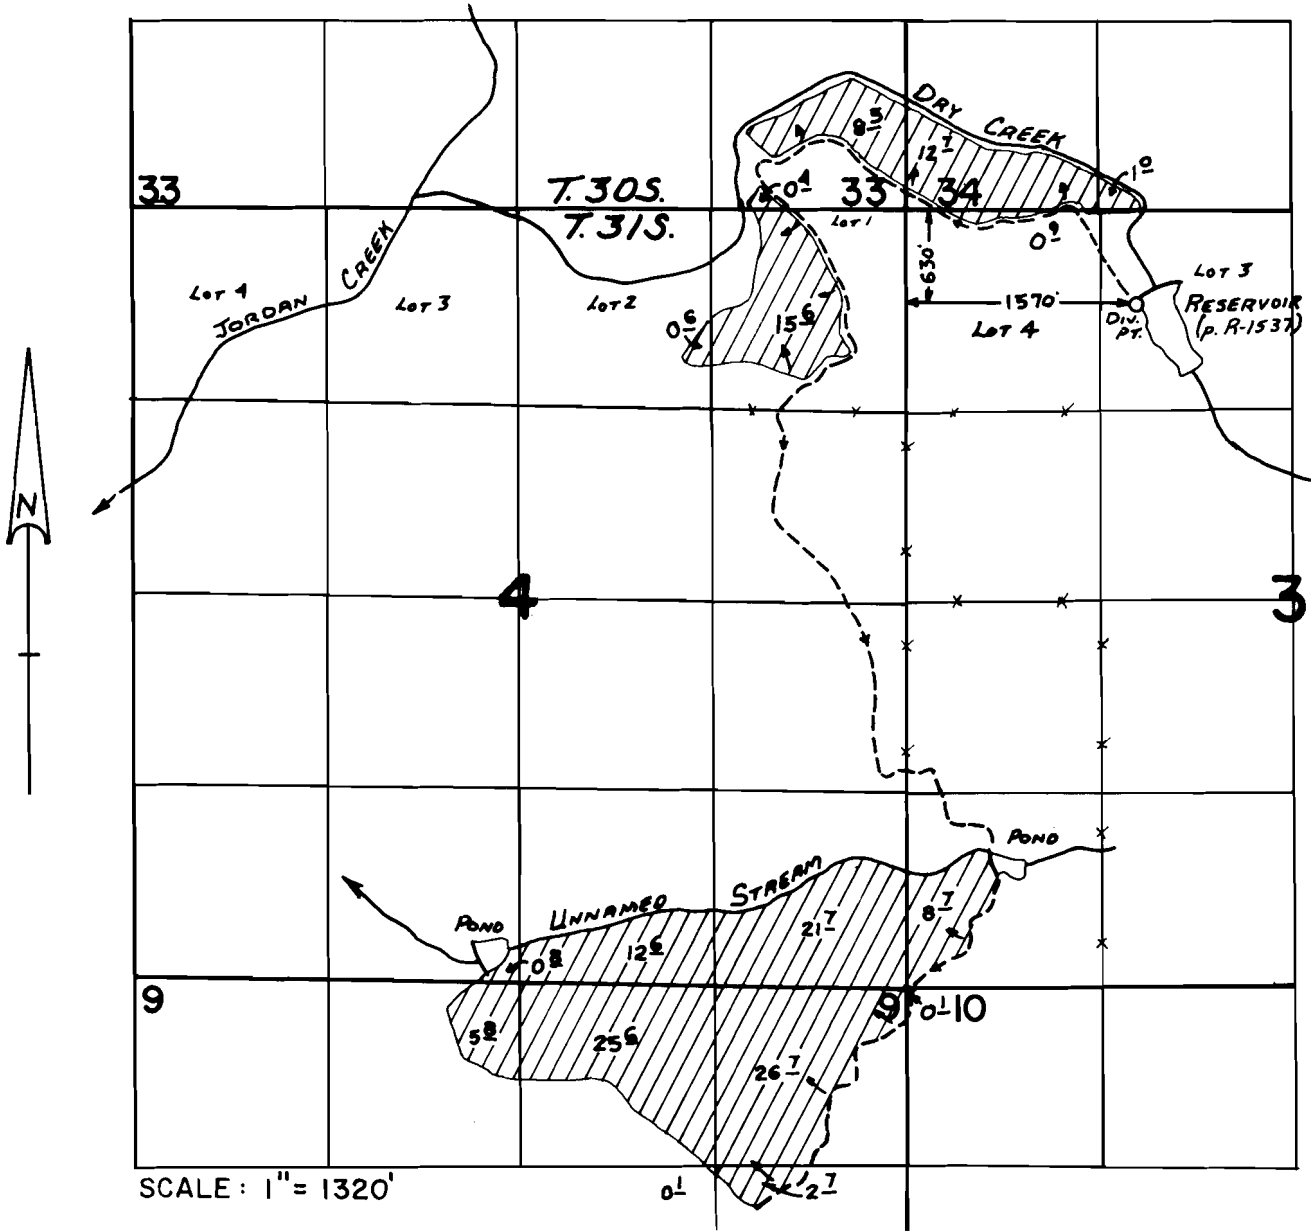 DRY CREEK
8 5
12 7
1 0
33
T. 30S.
0 4
33
34
T. 31S.
LOT 1
0 9
630'
LOT 4
JORDAN CREEK
LOT 3
LOT 2
LOT 3
1570'
RESERVOIR
(p. R-1537)
DIV.
PT.
LOT 4
0 6
15 6
N
4
3
POND
UNNAMED STREAM
POND
21 7
8 7
12 6
0 8
9
9
0 1
10
5 8
25 6
26 7
SCALE: 1" = 1320'
0 1
2 7